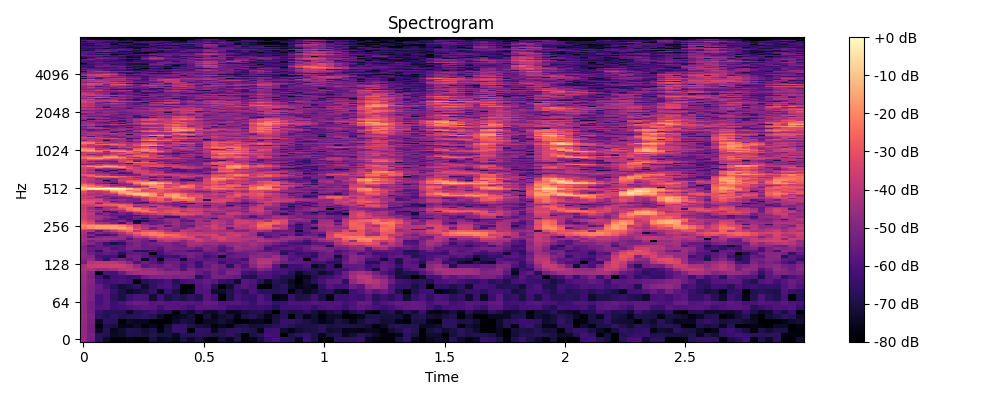 Spectrogram
Hz
4096
2048
1024
512
256
128
64
0
0
0.5
1
1.5
2
2.5
Time
+0 dB
-10 dB
-20 dB
-30 dB
-40 dB
-50 dB
-60 dB
-70 dB
-80 dB